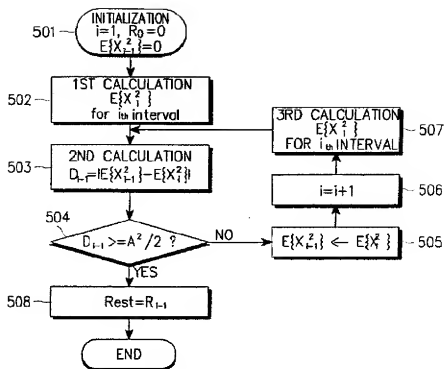 501
INITIALIZATION
i=1, R₀=0
E{X²ᵢ₋₁}=0
502
1ST CALCULATION
E{X²ᵢ}
for iₜₕ interval
503
2ND CALCULATION
Dᵢ₋₁=|E{X²ᵢ₋₁}-E{X²ᵢ}|
504
Dᵢ₋₁>=A²/2 ?
NO
YES
508
Rest=Rᵢ₋₁
END
3RD CALCULATION
E{X²ᵢ}
FOR iₜₕ INTERVAL
507
i=i+1
506
E{X²ᵢ₋₁} ← E{X²ᵢ}
505